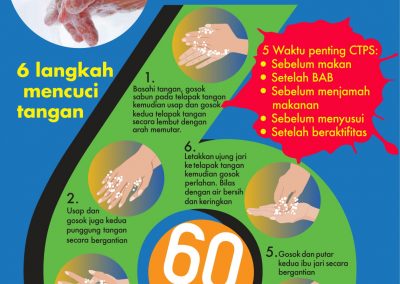 6 langkah
mencuci
tangan
1.
Basahi tangan, gosok
sabun pada telapak tangan
kemudian usap dan gosok
kedua telapak tangan
secara lembut dengan
arah memutar.
5 Waktu penting CTPS:
• Sebelum makan
• Setelah BAB
• Sebelum menjamah
makanan
• Sebelum menyusui
• Setelah beraktifitas
6.
Letakkan ujung jari
ke telapak tangan
kemudian gosok
perlahan. Bilas
dengan air bersih
dan keringkan
2.
Usap dan
gosok juga kedua
punggung tangan
secara bergantian
60
5. Gosok dan putar
kedua ibu jari secara
bergantian